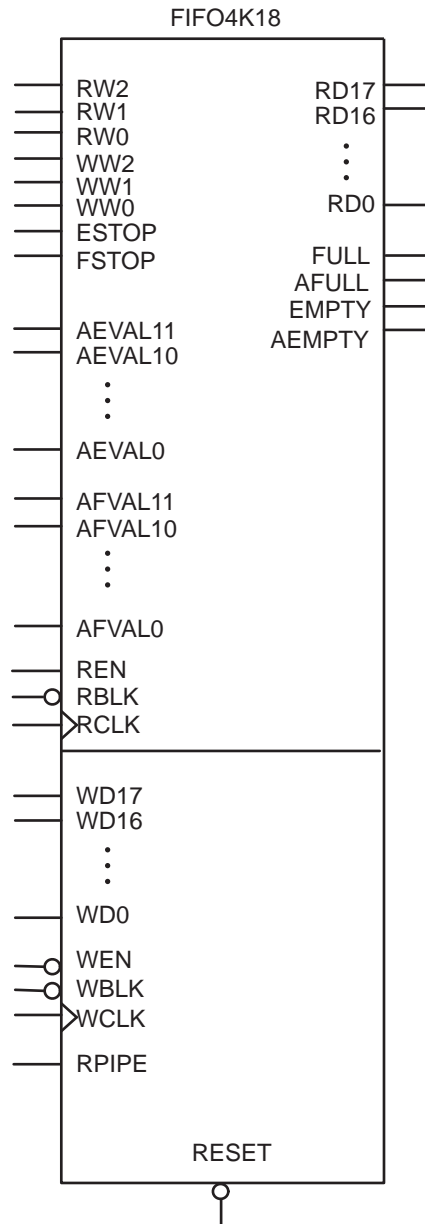 FIFO4K18
RW2
RW1
RW0
WW2
WW1
WW0
ESTOP
FSTOP
AEVAL11
AEVAL10
AEVAL0
AFVAL11
AFVAL10
AFVAL0
REN
RBLK
RCLK
RD17
RD16
RD0
FULL
AFULL
EMPTY
AEMPTY
WD17
WD16
WD0
WEN
WBLK
WCLK
RPIPE
RESET